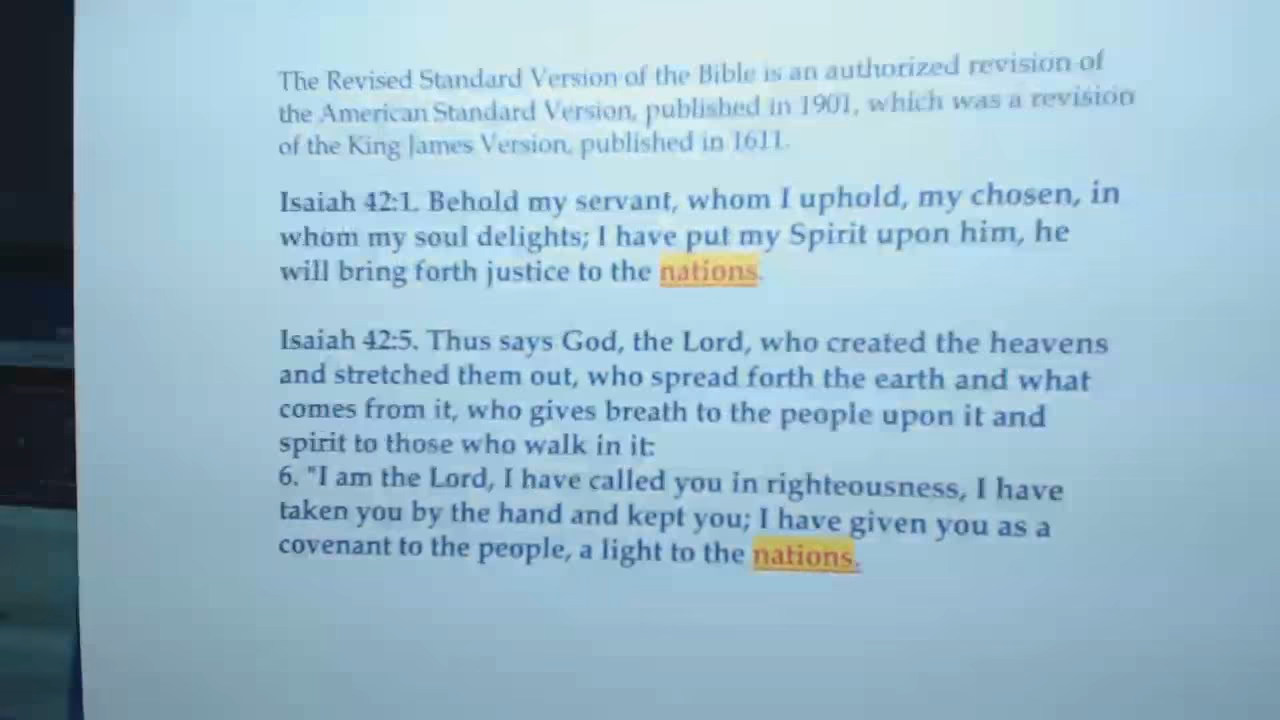 The Revised Standard Version of the Bible is an authorized revision of
the American Standard Version, published in 1901, which was a revision
of the King James Version, published in 1611.
Isaiah 42:1. Behold my servant, whom I uphold, my chosen, in
whom my soul delights; I have put my Spirit upon him, he
will bring forth justice to the nations.
Isaiah 42:5. Thus says God, the Lord, who created the heavens
and stretched them out, who spread forth the earth and what
comes from it, who gives breath to the people upon it and
spirit to those who walk in it:
6. "I am the Lord, I have called you in righteousness, I have
taken you by the hand and kept you; I have given you as a
covenant to the people, a light to the nations.